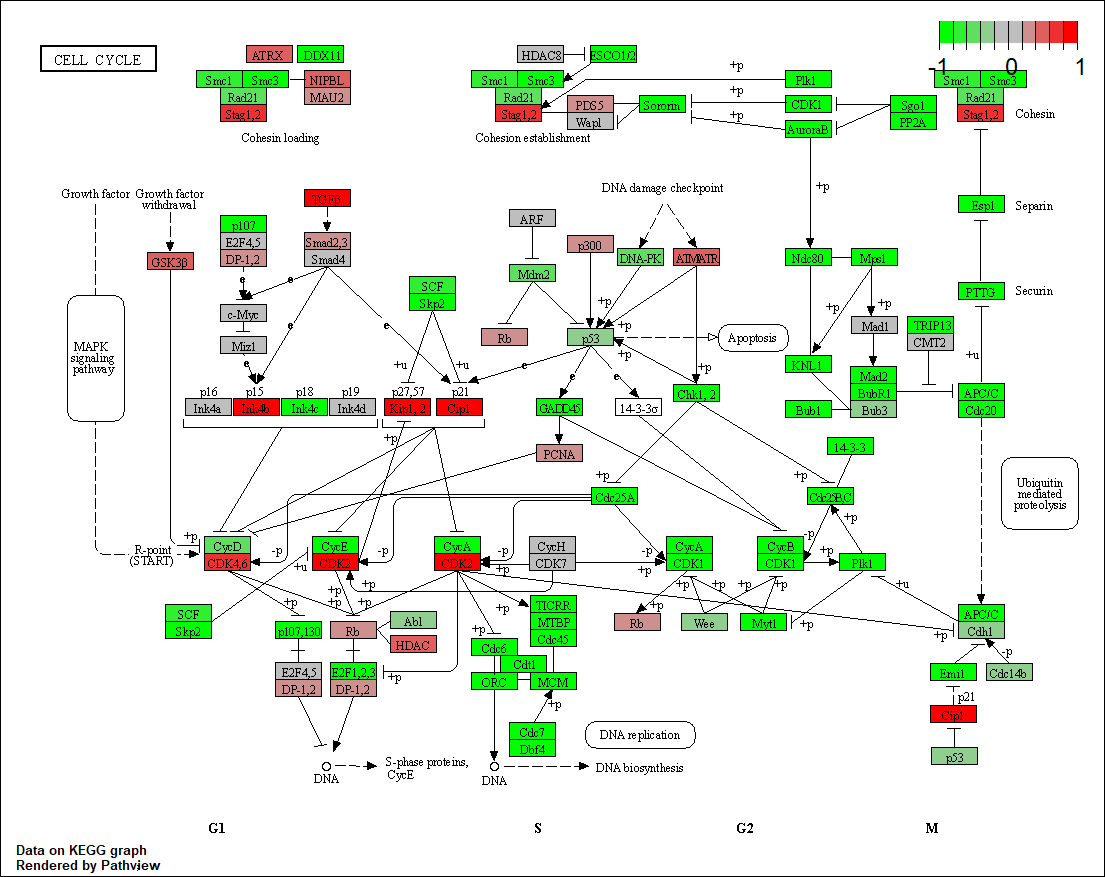 CELL CYCLE
-1 0 1
ATRX
DDX11
Smc1
Smc3
NIPBL
Rad21
MAU2
Stag1,2
Cohesin loading
HDAC8
ESCO1/2
Smc1
Smc3
Rad21
PDS5
Stag1,2
Wapl
Cohesion establishment
Sororin
+p
Plk1
+p
CDK1
+p
AuroraB
Sgo1
PP2A
Smc1
Smc3
Rad21
Stag1,2
Cohesin
+p
Growth factor
Growth factor
withdrawal
GSK3β
TGFβ
p107
E2F4,5
DP-1,2
Smad2,3
Smad4
e
e
c-Myc
Miz1
e
e
e
SCF
Skp2
+u
+u
DNA damage checkpoint
ARF
p300
DNA-PK
ATMATR
Mdm2
Rb
p53
+p
+p
+p
+p
e
e
e
Apoptosis
Esp1
Separin
Ndc80
Mps1
PTTG
Securin
+p
+p
Mad1
TRIP13
CMT2
KNL1
Mad2
BubR1
Bub3
Bub1
+u
APC/C
Cdc20
MAPK
signaling
pathway
p16
p15
p18
p19
p27,57
p21
Ink4a
Ink4b
Ink4c
Ink4d
Kip1, 2
Cip1
GADD45
14-3-3σ
Chk1, 2
PCNA
+p
14-3-3
+p
+p
Cdc25A
Cdc25B,C
Ubiquitin
mediated
proteolysis
R-point
(START)
+p
CycD
CDK4,6
-p
+u
CycE
CDK2
-p
CycA
CDK2
-p
+p
CycH
CDK7
-p
+p
CycA
CDK1
CycB
CDK1
-p
+p
+p
Plk1
+u
SCF
Skp2
+p
+p
+p
+p
+p
+p
p107,130
Rb
Abl
HDAC
E2F4,5
DP-1,2
E2F1,2,3
DP-1,2
+p
Cdc6
Cdt1
ORC
MCM
TICRR
MTBP
Cdc45
+p
Cdc7
Dbf4
+p
+p
+p
+p
Rb
Wee
Myt1
+p
APC/C
Cdh1
+p
-p
Emi1
Cdc14b
p21
Cip1
+p
p53
DNA replication
DNA
S-phase proteins,
CycE
DNA
DNA biosynthesis
G1
S
G2
M
Data on KEGG graph
Rendered by Pathview